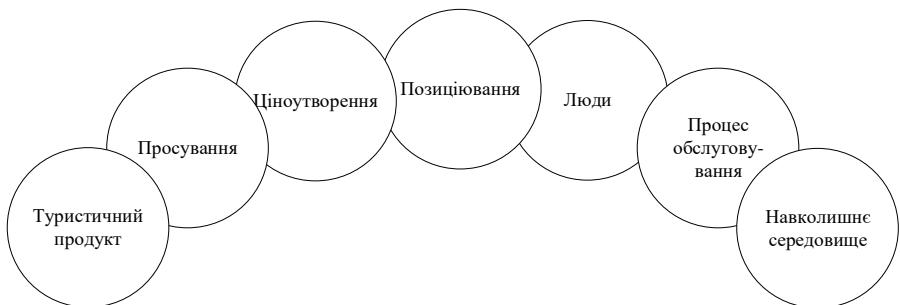 Туристичний
продукт
Просування
Ціноутворення
Позиціювання
Люди
Процес
обслугову-
вання
Навколишнє
середовище